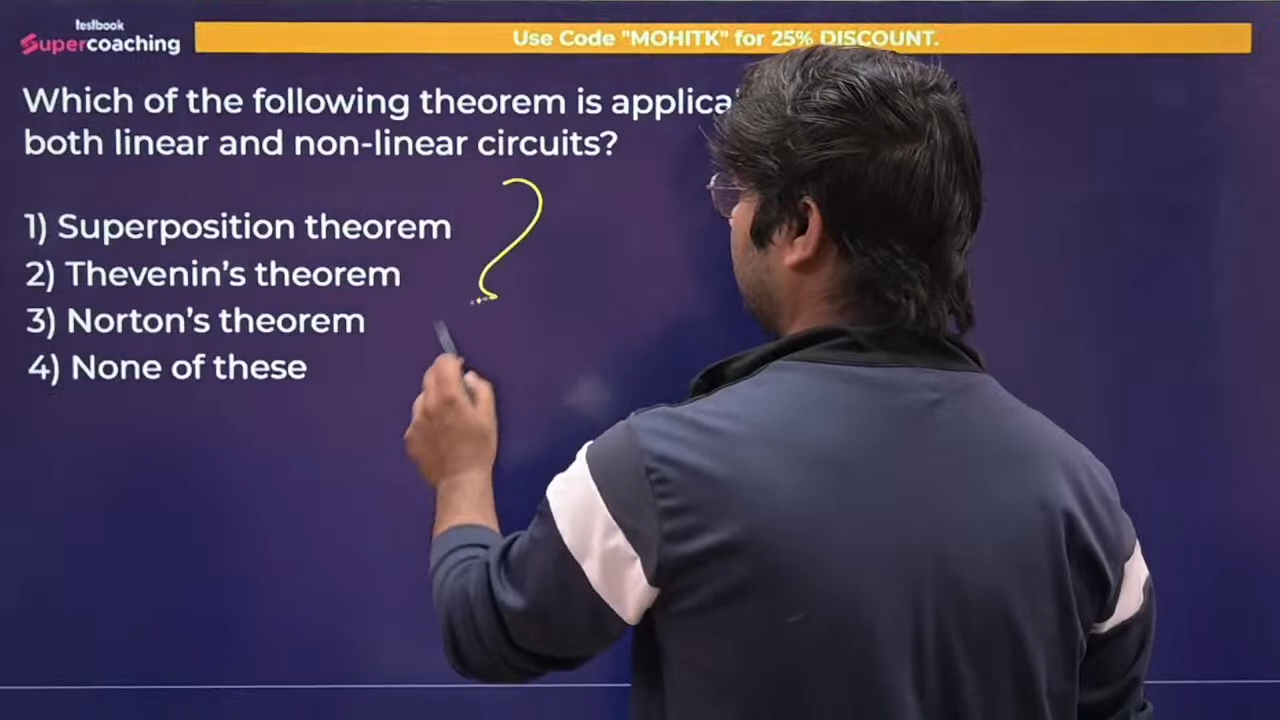 testbook
Supercoaching
Use Code "MOHITK" for 25% DISCOUNT.
Which of the following theorem is
both linear and non-linear circuits?
1) Superposition theorem
2) Thevenin's theorem
3) Norton's theorem
4) None of these